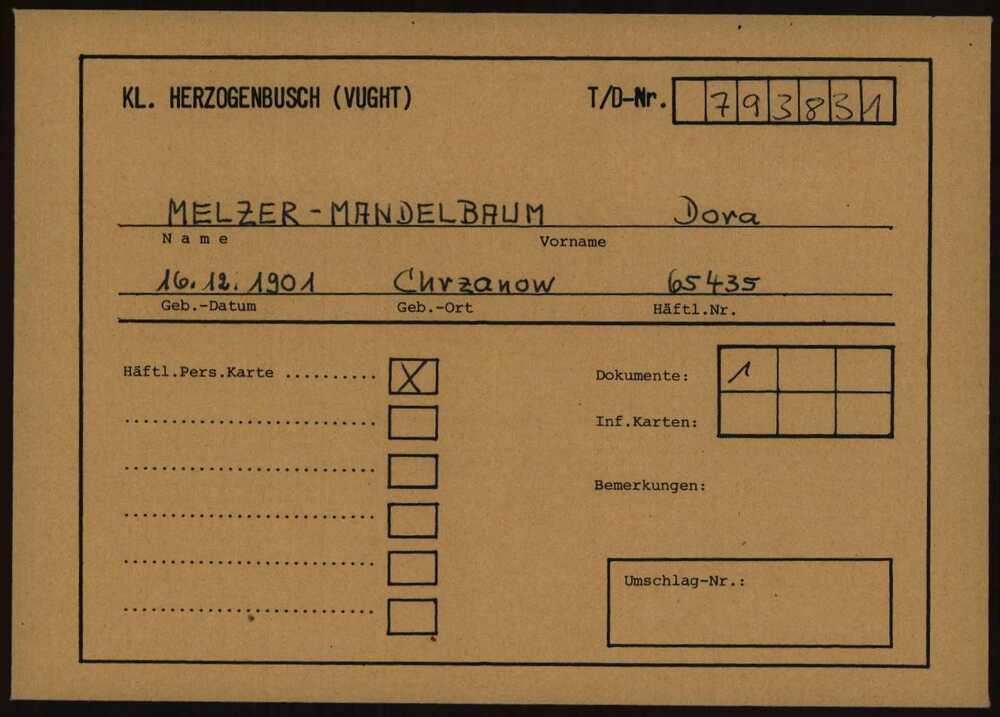 KL. HERZOGENBUSCH (VUGHT) T/D-Nr. 793831
MELZER-MANDELBAUM Dora
Name Vorname
16.12.1901 Chrzanow 65435
Geb.-Datum Geb.-Ort Häftl.Nr.
Häftl.Pers.Karte .......... X Dokumente: 1
Inf.Karten:
Bemerkungen:
Umschlag-Nr.: